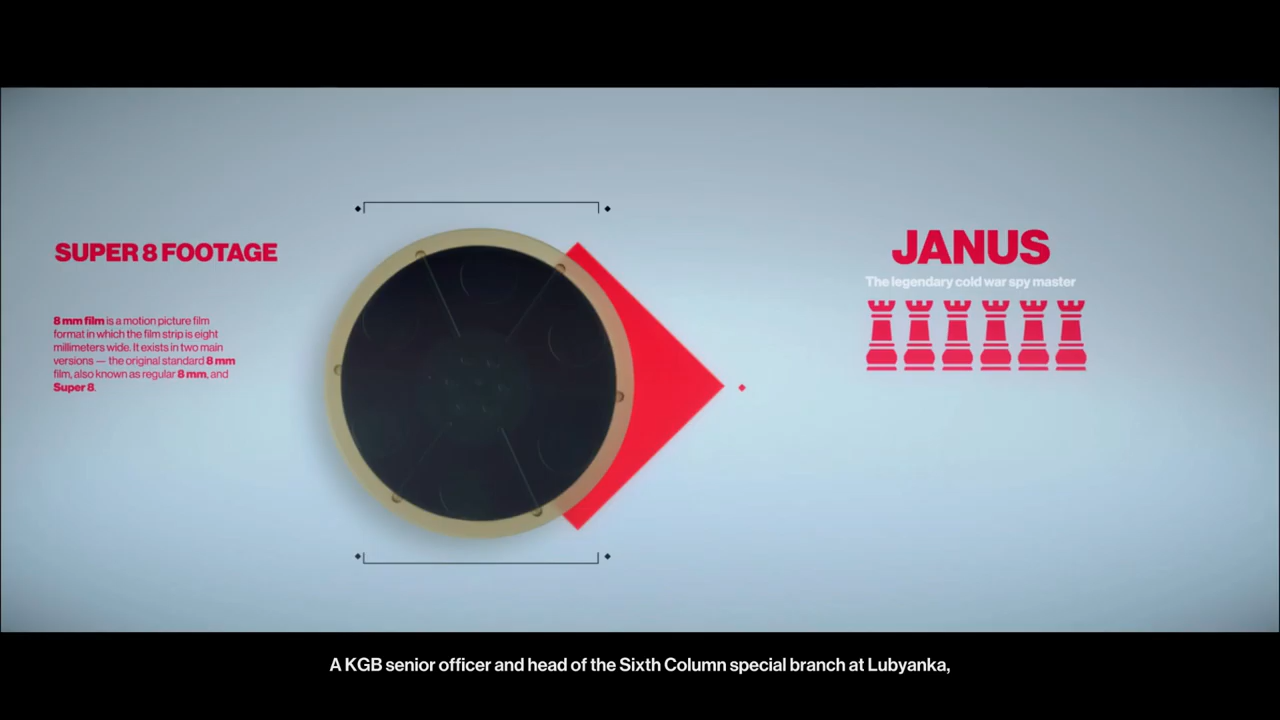 SUPER 8 FOOTAGE
8 mm film is a motion picture film
format in which the film strip is eight
millimeters wide. It exists in two main
versions — the original standard 8 mm
film, also known as regular 8 mm, and
Super 8.
JANUS
The legendary cold war spy master
A KGB senior officer and head of the Sixth Column special branch at Lubyanka,